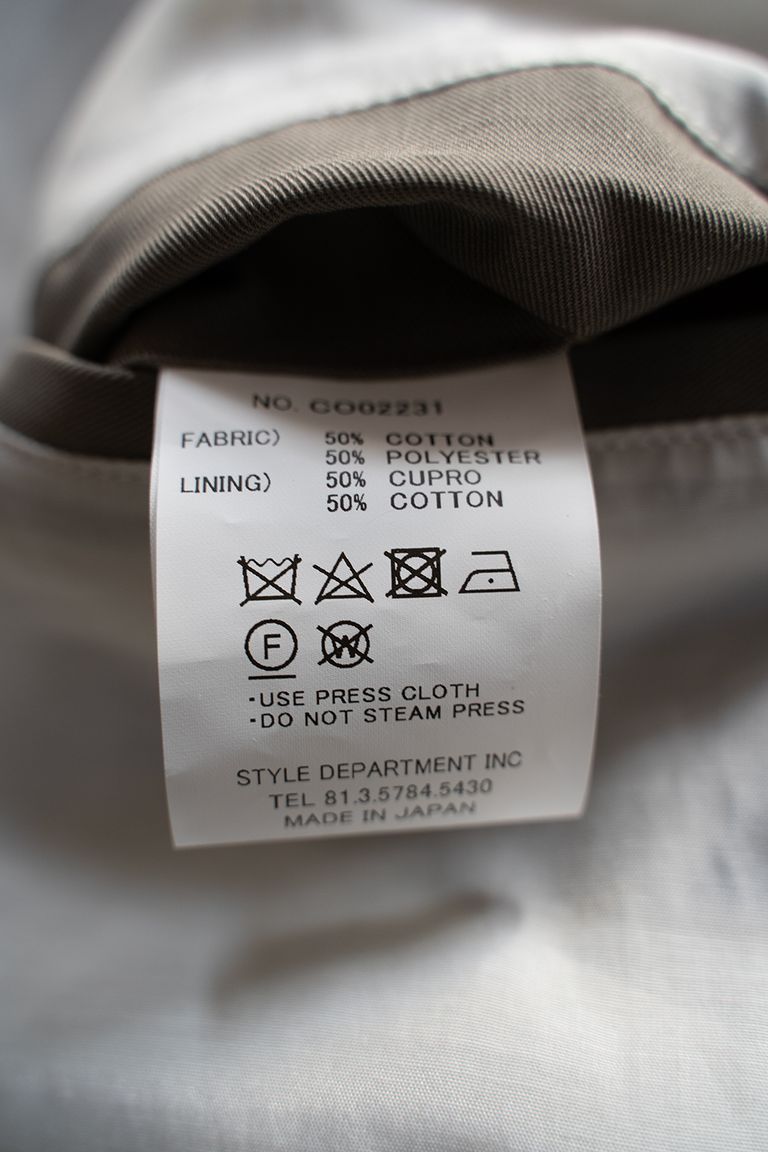 NO. CO02231
FABRIC) 50% COTTON
50% POLYESTER
LINING) 50% CUPRO
50% COTTON
F W
-USE PRESS CLOTH
-DO NOT STEAM PRESS
STYLE DEPARTMENT INC
TEL 81.3.5784.5430
MADE IN JAPAN